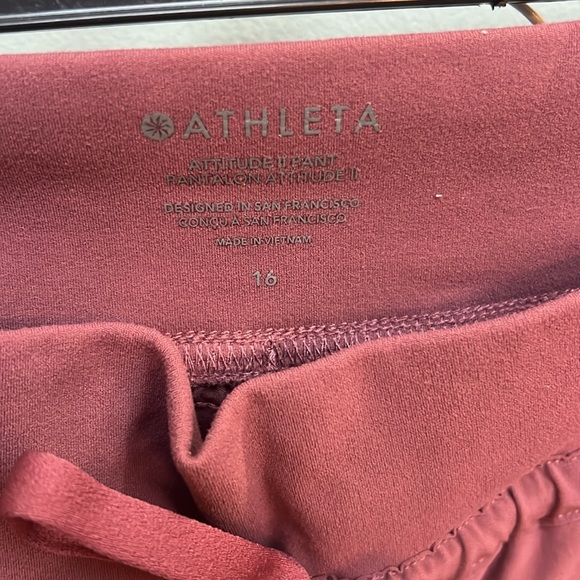 ATHLETA
ATTITUDE II PANT
PANTALON ATTITUDE II
DESIGNED IN SAN FRANCISCO
CONÇU A SAN FRANCISCO
MADE IN VIETNAM
16